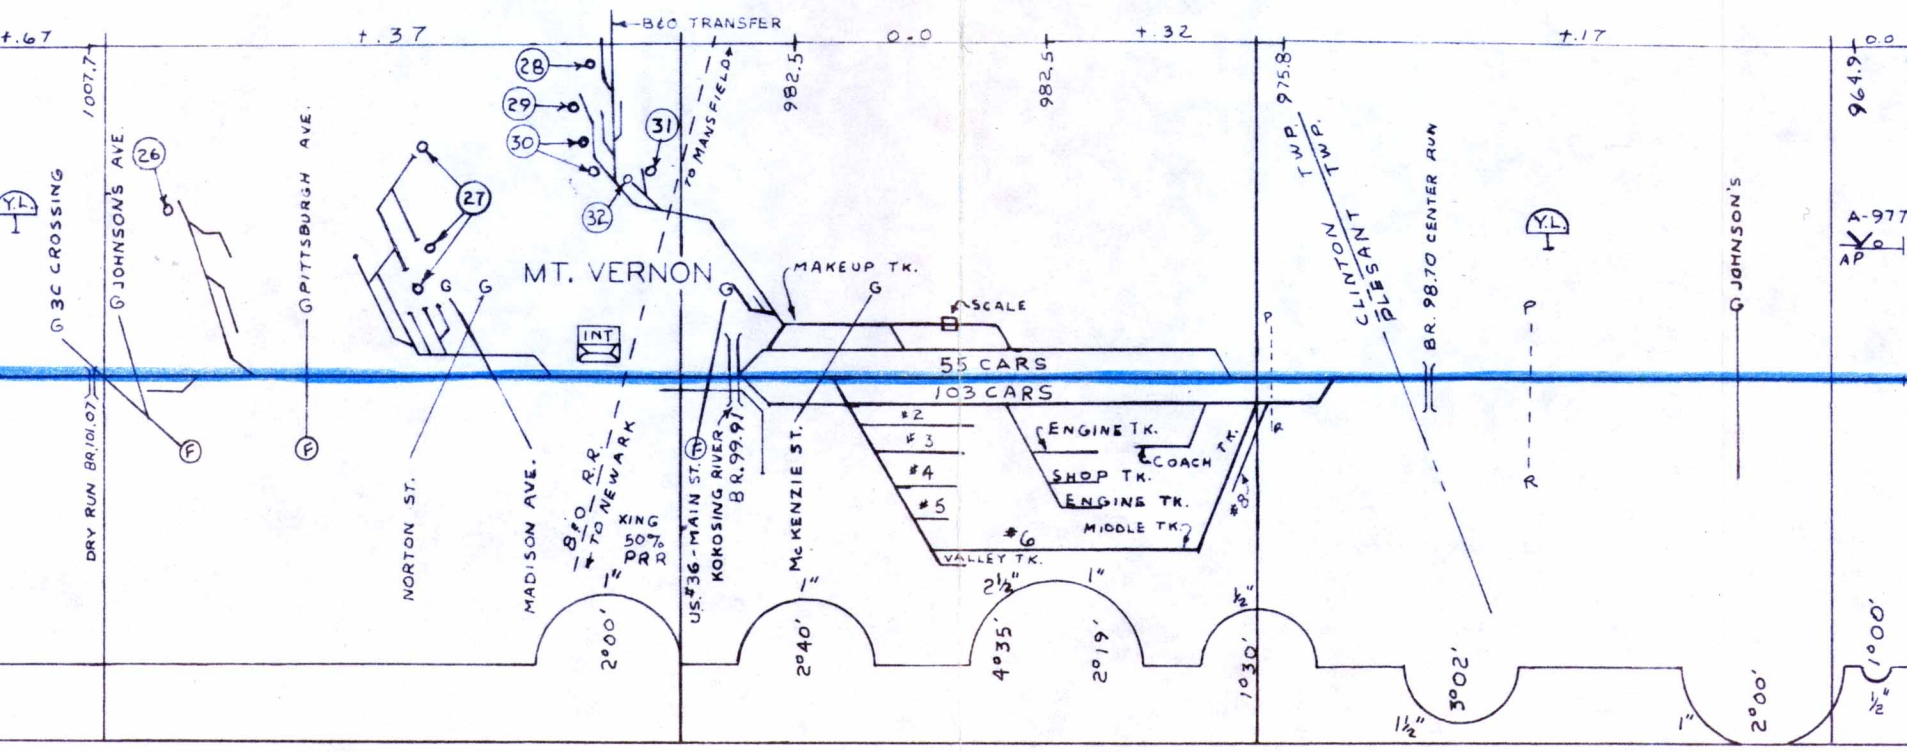 +.67
+.37
B&O TRANSFER
0.0
+.32
+.17
0.0
1007.7
982.5
982.5
975.8
964.9
TO MANSFIELD
28
29
30
31
32
26
27
Y.L.
G 3C CROSSING
G JOHNSONS AVE.
G PITTSBURGH AVE.
G
G
MT. VERNON
G
G
MAKEUP TK.
SCALE
INT
55 CARS
103 CARS
#2
#3
#4
#5
#6
VALLEY TK.
ENGINE TK.
COACH TK.
SHOP TK.
ENGINE TK.
MIDDLE TK.
#8
P
R
CLINTON TWP.
PLESANT TWP.
BR. 98.70 CENTER RUN
Y.L.
P
R
G JOHNSON'S
A-977
AP
F
F
F
DRY RUN BR. 101.07
NORTON ST.
MADISON AVE.
B&O R.R.
TO NEWARK
XING
50%
PRR
US. #36-MAIN ST.
KOKOSING RIVER
BR. 99.91
McKENZIE ST.
1"
2°00'
1"
2°40'
2½"
1"
4°35'
2°19'
½"
1°30'
1½"
3°02'
1"
2°00'
1°00'
½"